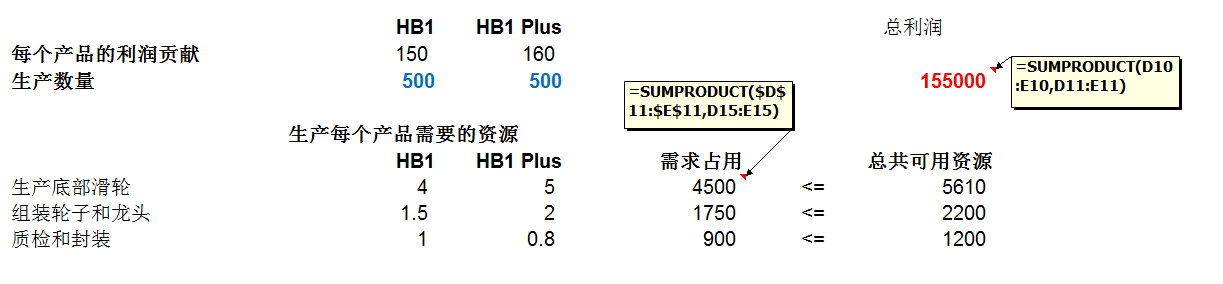 HB1 HB1 Plus 总利润
每个产品的利润贡献 150 160
生产数量 500 500 155000
=SUMPRODUCT(D10
:E10,D11:E11)
=SUMPRODUCT($D$
11:$E$11,D15:E15)
生产每个产品需要的资源
HB1 HB1 Plus 需求占用 总共可用资源
生产底部滑轮 4 5 4500 <= 5610
组装轮子和龙头 1.5 2 1750 <= 2200
质检和封装 1 0.8 900 <= 1200